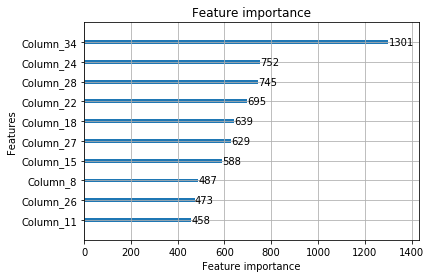 Feature importance
Column_34 1301
Column_24 752
Column_28 745
Column_22 695
Column_18 639
Column_27 629
Column_15 588
Column_8 487
Column_26 473
Column_11 458
Features
0 200 400 600 800 1000 1200 1400
Feature importance